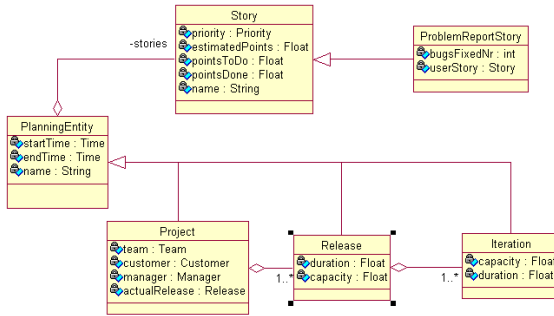 Story
priority : Priority
estimatedPoints : Float
pointsToDo : Float
pointsDone : Float
name : String
ProblemReportStory
bugsFixedNr : int
userStory : Story
-stories
PlanningEntity
startTime : Time
endTime : Time
name : String
Project
team : Team
customer : Customer
manager : Manager
actualRelease : Release
1..*
Release
duration : Float
capacity : Float
1..*
Iteration
capacity : Float
duration : Float